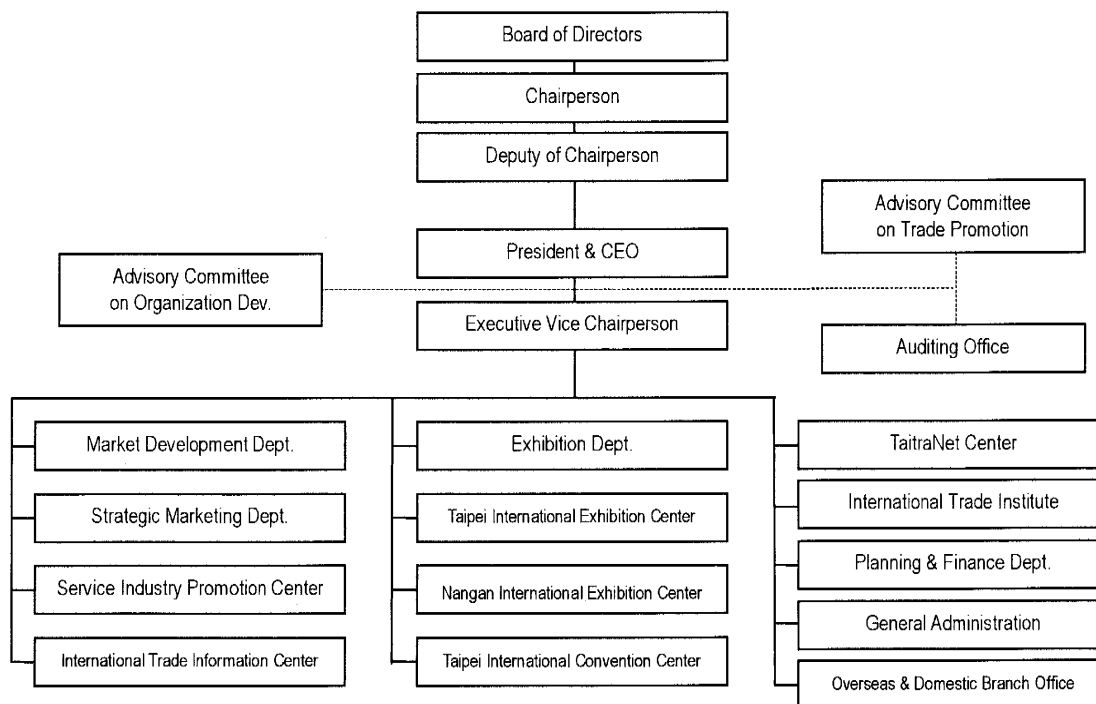 Board of Directors
Chairperson
Deputy of Chairperson
Advisory Committee
on Trade Promotion
President & CEO
Advisory Committee
on Organization Dev.
Executive Vice Chairperson
Auditing Office
Market Development Dept.
Strategic Marketing Dept.
Service Industry Promotion Center
International Trade Information Center
Exhibition Dept.
Taipei International Exhibition Center
Nangan International Exhibition Center
Taipei International Convention Center
TaitraNet Center
International Trade Institute
Planning & Finance Dept.
General Administration
Overseas & Domestic Branch Office